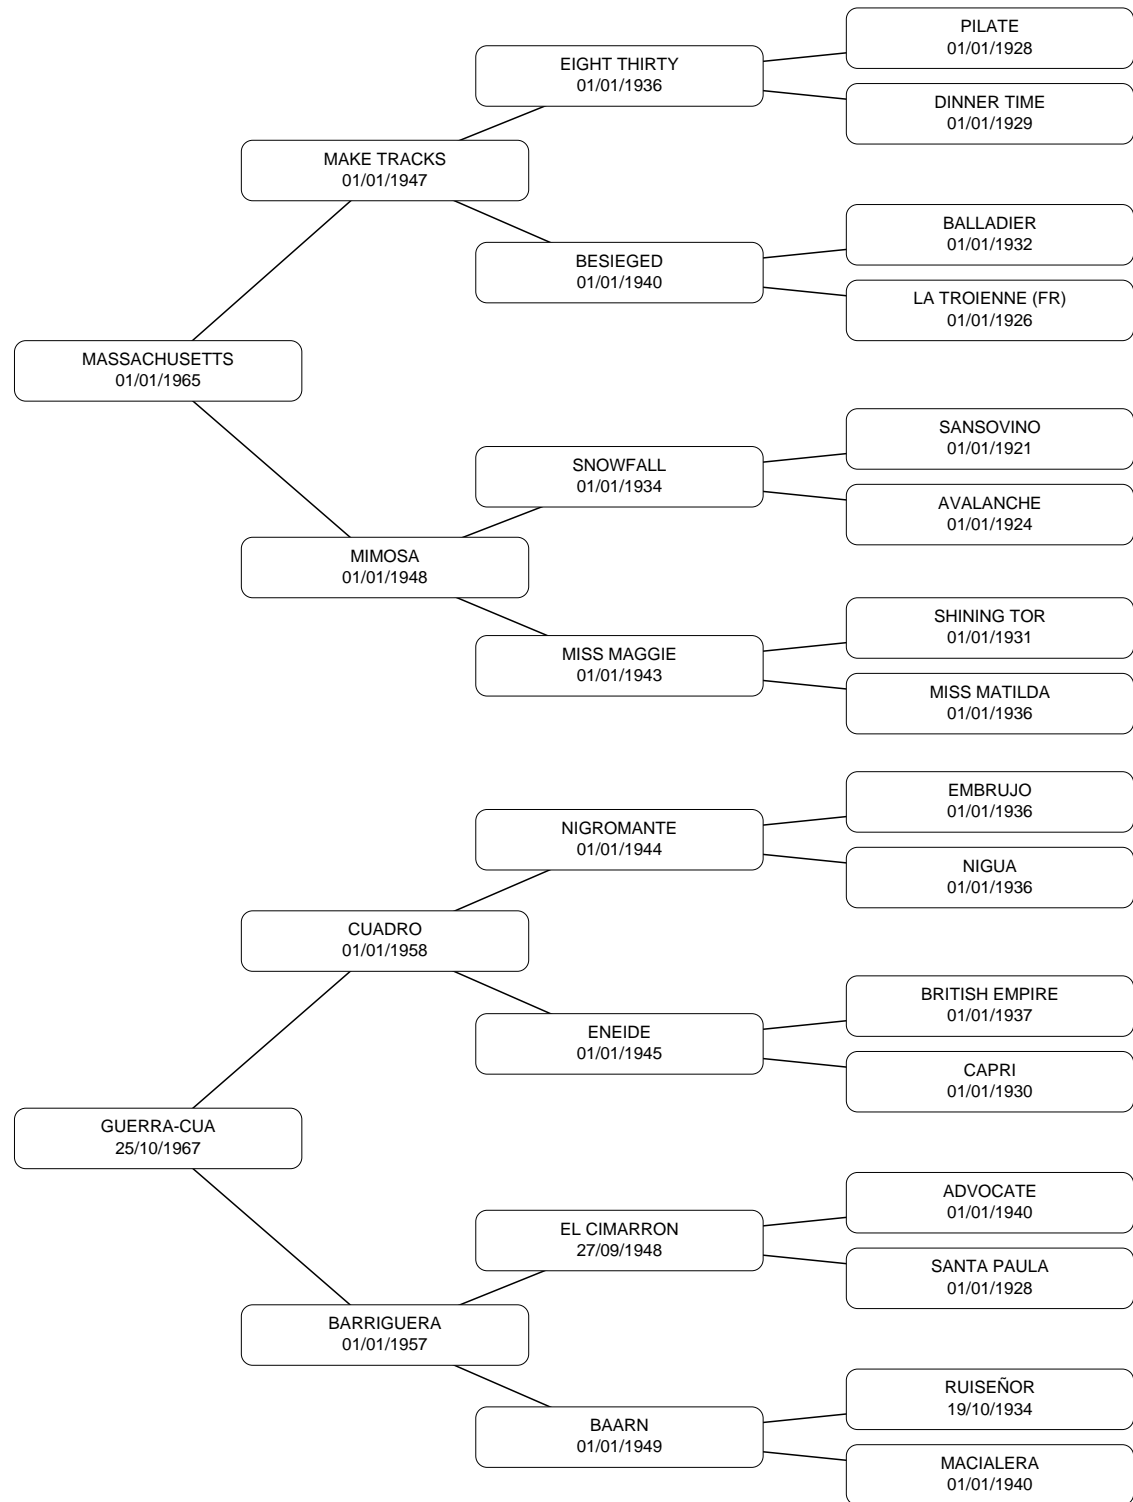 PILATE
01/01/1928
EIGHT THIRTY
01/01/1936
DINNER TIME
01/01/1929
MAKE TRACKS
01/01/1947
BALLADIER
01/01/1932
BESIEGED
01/01/1940
LA TROIENNE (FR)
01/01/1926
MASSACHUSETTS
01/01/1965
SANSOVINO
01/01/1921
SNOWFALL
01/01/1934
AVALANCHE
01/01/1924
MIMOSA
01/01/1948
SHINING TOR
01/01/1931
MISS MAGGIE
01/01/1943
MISS MATILDA
01/01/1936
EMBRUJO
01/01/1936
NIGROMANTE
01/01/1944
NIGUA
01/01/1936
CUADRO
01/01/1958
BRITISH EMPIRE
01/01/1937
ENEIDE
01/01/1945
CAPRI
01/01/1930
GUERRA-CUA
25/10/1967
ADVOCATE
01/01/1940
EL CIMARRON
27/09/1948
SANTA PAULA
01/01/1928
BARRIGUERA
01/01/1957
RUISEÑOR
19/10/1934
BAARN
01/01/1949
MACIALERA
01/01/1940